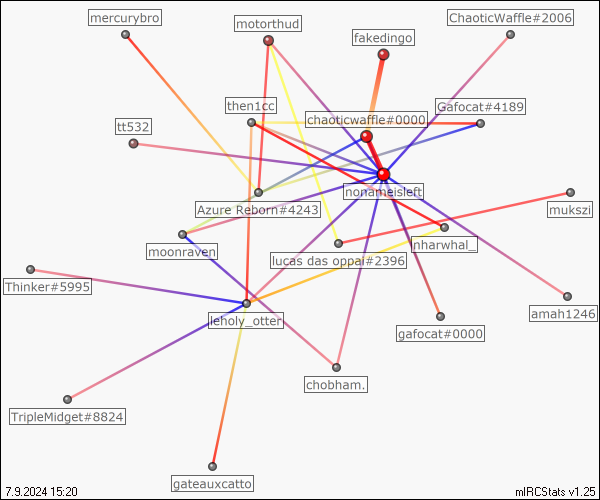 mercurybro
motorthud
ChaoticWaffle#2006
fakedingo
then1cc
Gafocat#4189
chaoticwaffle#0000
tt532
nonameisleft
Azure Reborn#4243
mukszi
moonraven
nharwhal_
lucas das oppai#2396
Thinker#5995
amah1246
leholy_otter
gafocat#0000
chobham.
TripleMidget#8824
gateauxcatto
7.9.2024 15:20
mIRCStats v1.25